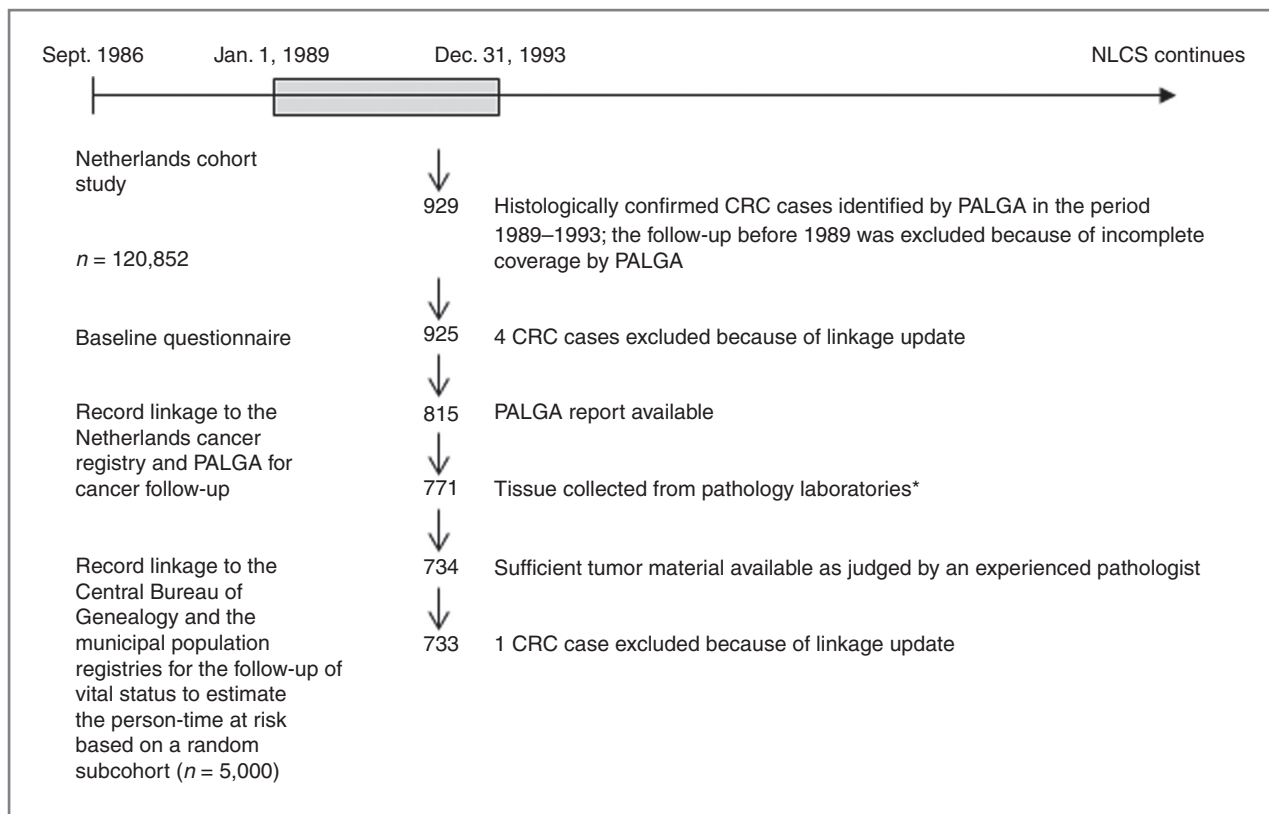 Sept. 1986 Jan. 1, 1989 Dec. 31, 1993 NLCS continues
Netherlands cohort
study
929 Histologically confirmed CRC cases identified by PALGA in the period
1989–1993; the follow-up before 1989 was excluded because of incomplete
n = 120,852 coverage by PALGA
Baseline questionnaire 925 4 CRC cases excluded because of linkage update
Record linkage to the 815 PALGA report available
Netherlands cancer
registry and PALGA for
cancer follow-up 771 Tissue collected from pathology laboratories*
Record linkage to the 734 Sufficient tumor material available as judged by an experienced pathologist
Central Bureau of
Genealogy and the
municipal population 733 1 CRC case excluded because of linkage update
registries for the follow-up of
vital status to estimate
the person-time at risk
based on a random
subcohort (n = 5,000)